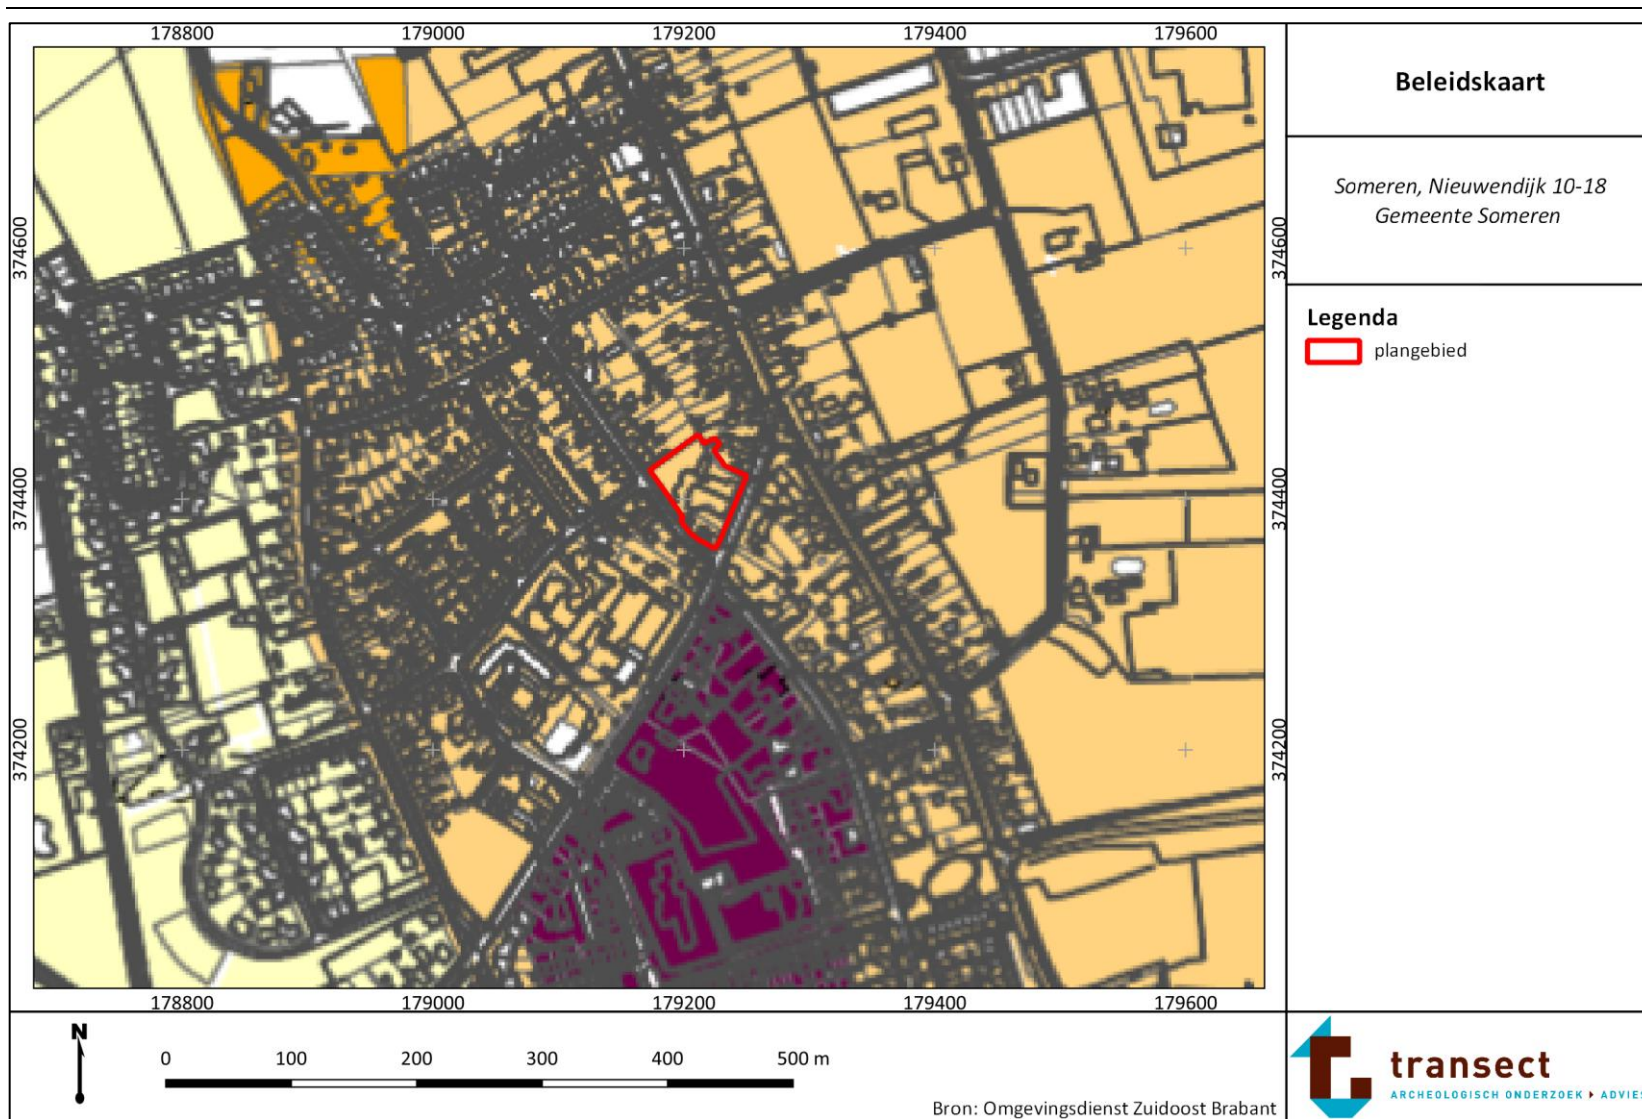 178800 179000 179200 179400 179600
374600 374600
374400 374400
374200 374200
178800 179000 179200 179400 179600
Beleidskaart
Someren, Nieuwendijk 10-18
Gemeente Someren
Legenda
plangebied
N
0 100 200 300 400 500 m
Bron: Omgevingsdienst Zuidoost Brabant
transect
ARCHEOLOGISCH ONDERZOEK ADVIES